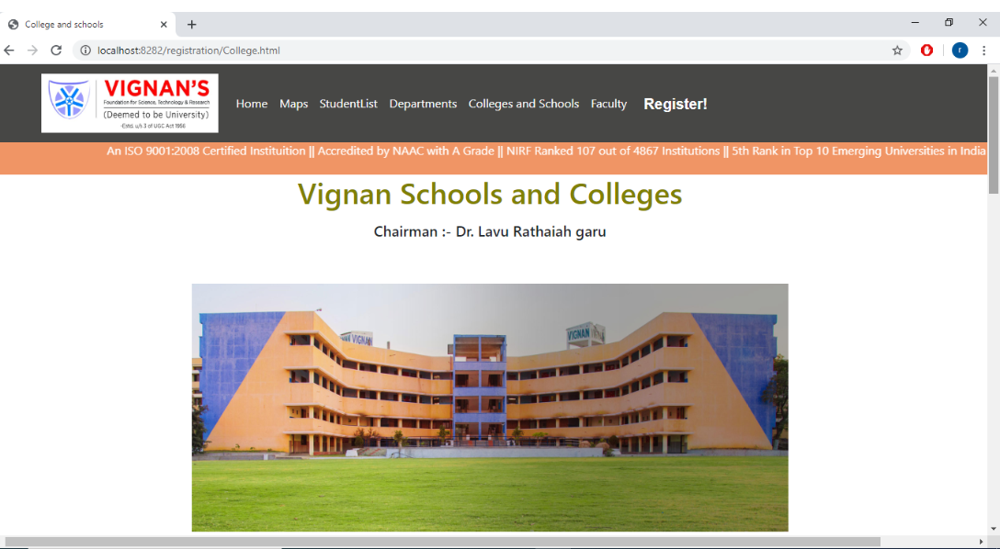 College and schools
localhost:8282/registration/College.html
r
VIGNAN'S
Foundation for Science, Technology & Research
(Deemed to be University)
-Estd. u/s 3 of UGC Act 1956
Home Maps StudentList Departments Colleges and Schools Faculty Register!
An ISO 9001:2008 Certified Instituition || Accredited by NAAC with A Grade || NIRF Ranked 107 out of 4867 Institutions || 5th Rank in Top 10 Emerging Universities in India
Vignan Schools and Colleges
Chairman :- Dr. Lavu Rathaiah garu
VIGNAN
VIGNAN